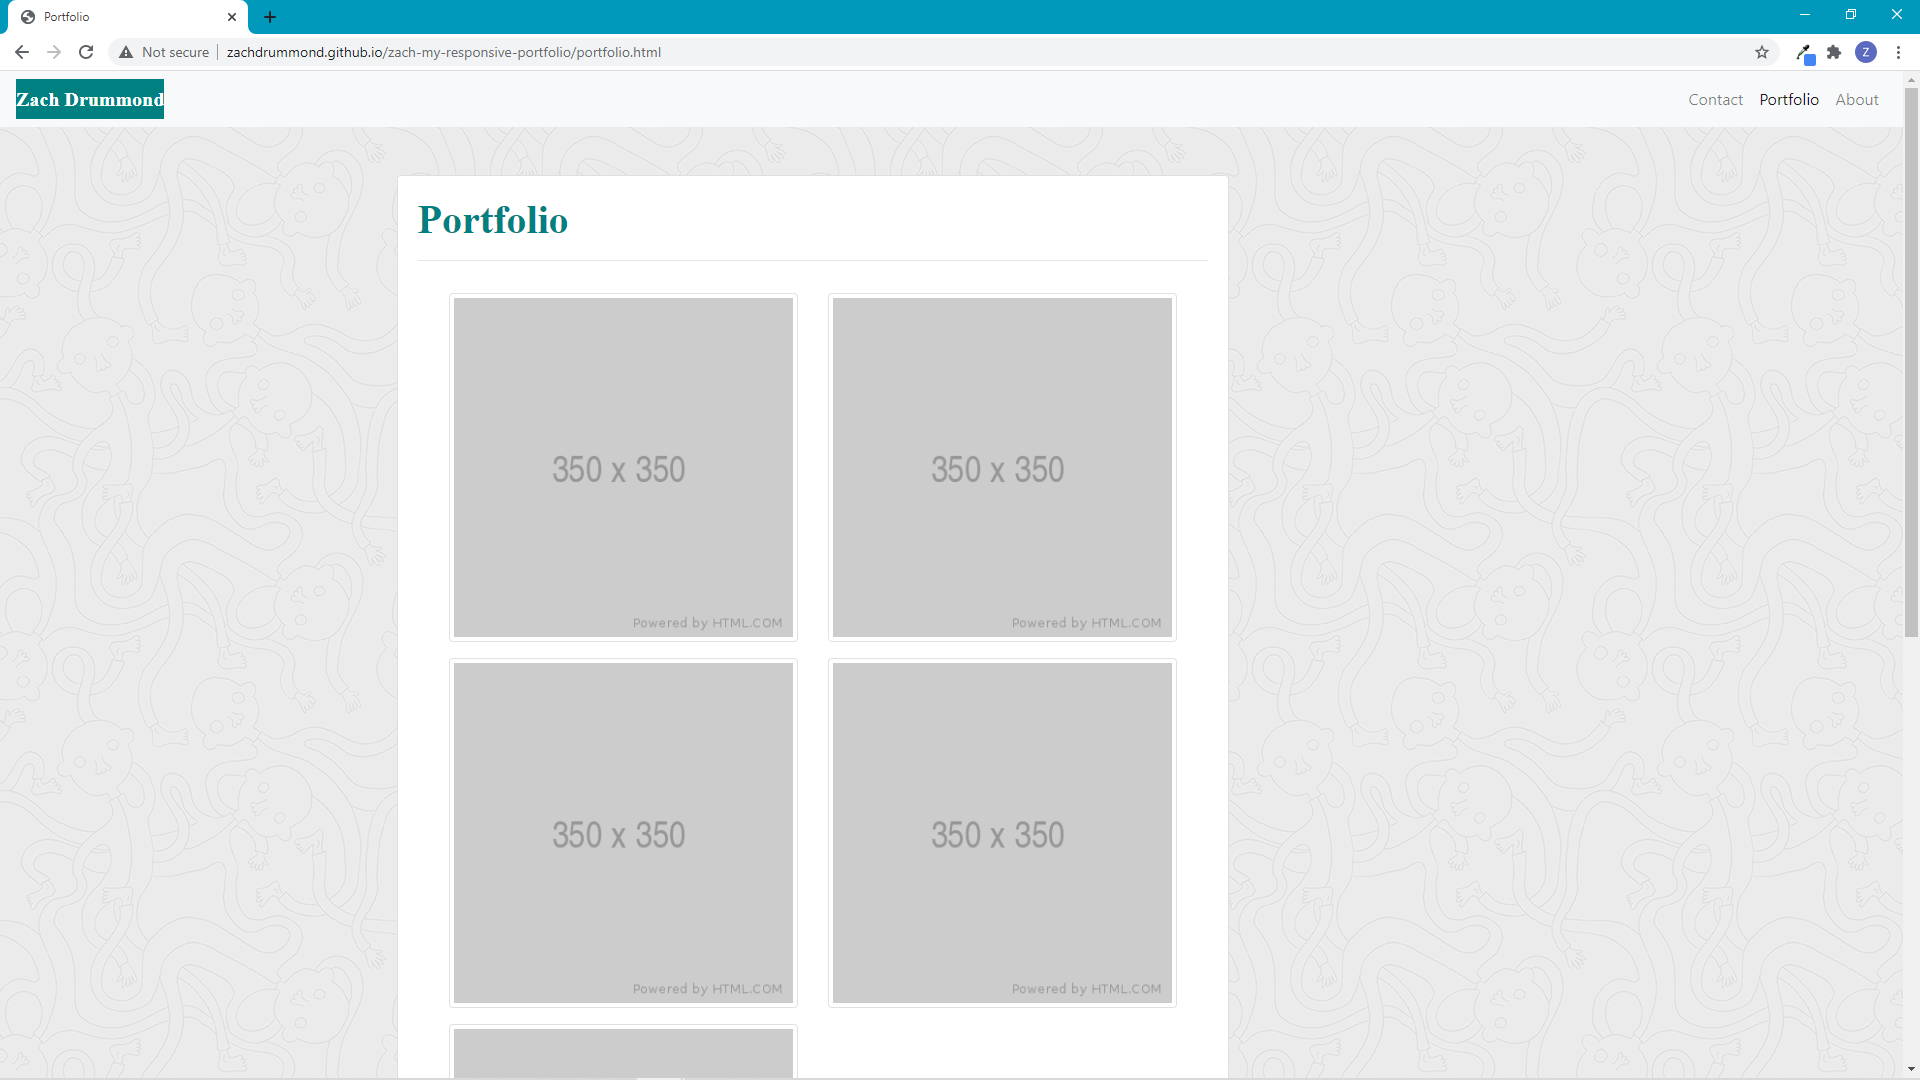 Portfolio
Not secure | zachdrummond.github.io/zach-my-responsive-portfolio/portfolio.html
Z
Zach Drummond
Contact Portfolio About
Portfolio
350 x 350
Powered by HTML.COM
350 x 350
Powered by HTML.COM
350 x 350
Powered by HTML.COM
350 x 350
Powered by HTML.COM